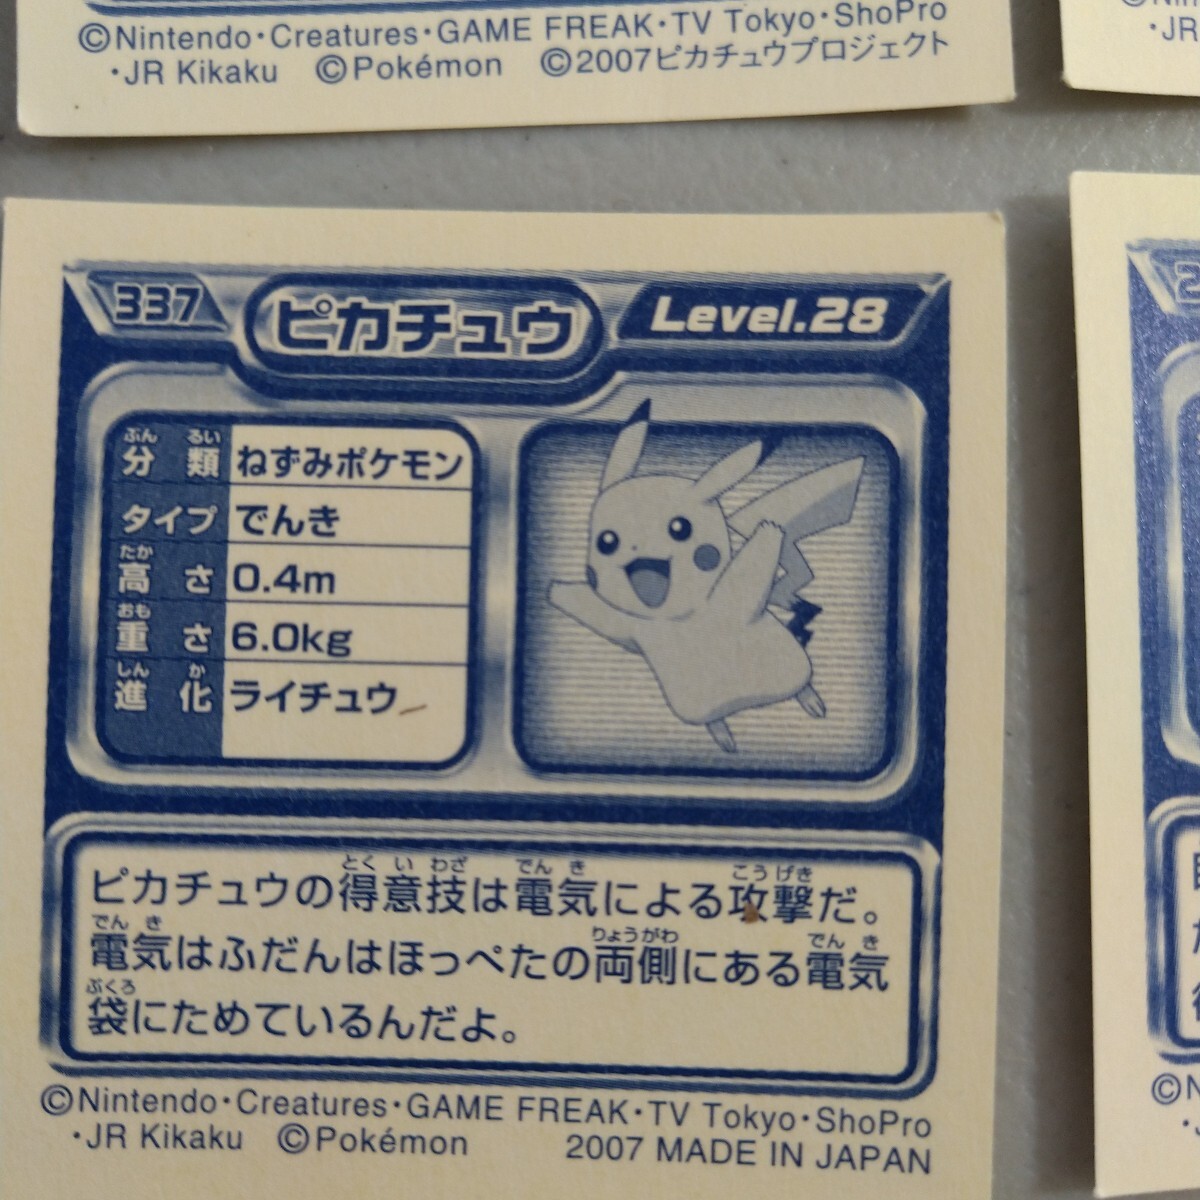 ©Nintendo・Creatures・GAME FREAK・TV Tokyo・ShoPro
・JR Kikaku ©Pokémon ©2007ピカチュウプロジェクト
337 ピカチュウ Level.28
ぶん るい
分類 ねずみポケモン
タイプ でんき
たか
高さ 0.4m
おも
重さ 6.0kg
しん か
進化 ライチュウ
とく い わざ でん き こう げき
ピカチュウの得意技は電気による攻撃だ。
でん き りょうがわ でん き
電気はふだんはほっぺたの両側にある電気
ぶくろ
袋にためているんだよ。
©Nintendo・Creatures・GAME FREAK・TV Tokyo・ShoPro
・JR Kikaku ©Pokémon 2007 MADE IN JAPAN
・JR